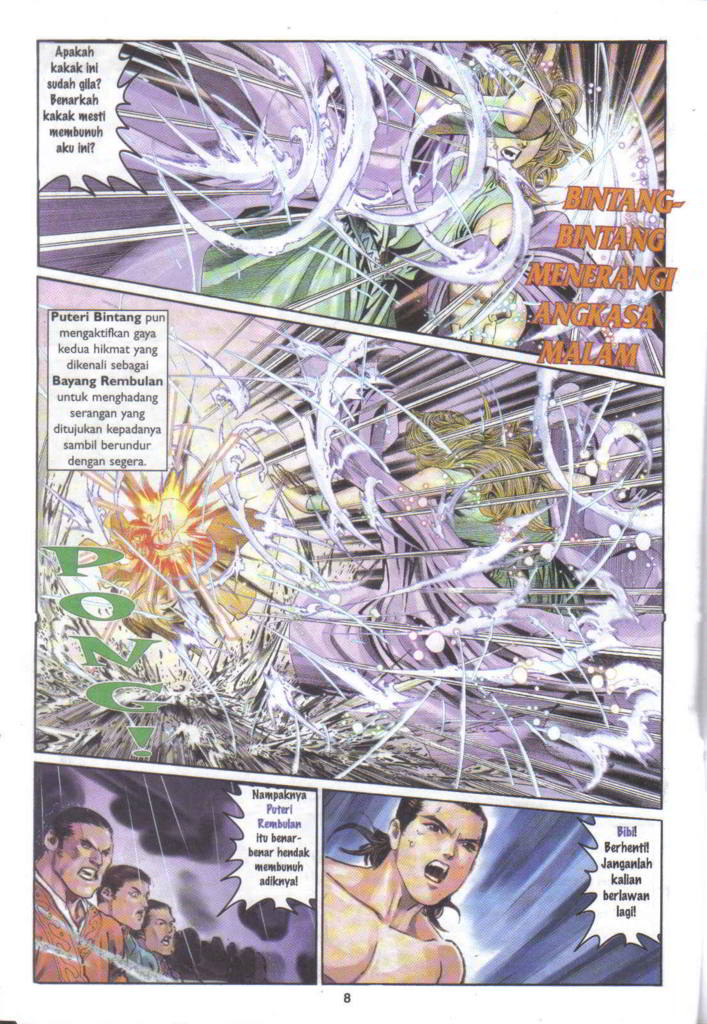 Apakah
kakak ini
sudah gila?
Benarkah
kakak mesti
membunuh
aku ini?
BINTANG-
BINTANG
MENERANGI
ANGKASA
MALAM
Puteri Bintang pun
mengaktifkan gaya
kedua hikmat yang
dikenali sebagai
Bayang Rembulan
untuk menghadang
serangan yang
ditujukan kepadanya
sambil berundur
dengan segera.
PONG!
Nampaknya
Puteri
Rembulan
itu benar-
benar hendak
membunuh
adiknya!
Bibi!
Berhenti!
Janganlah
kalian
berlawan
lagi!
8